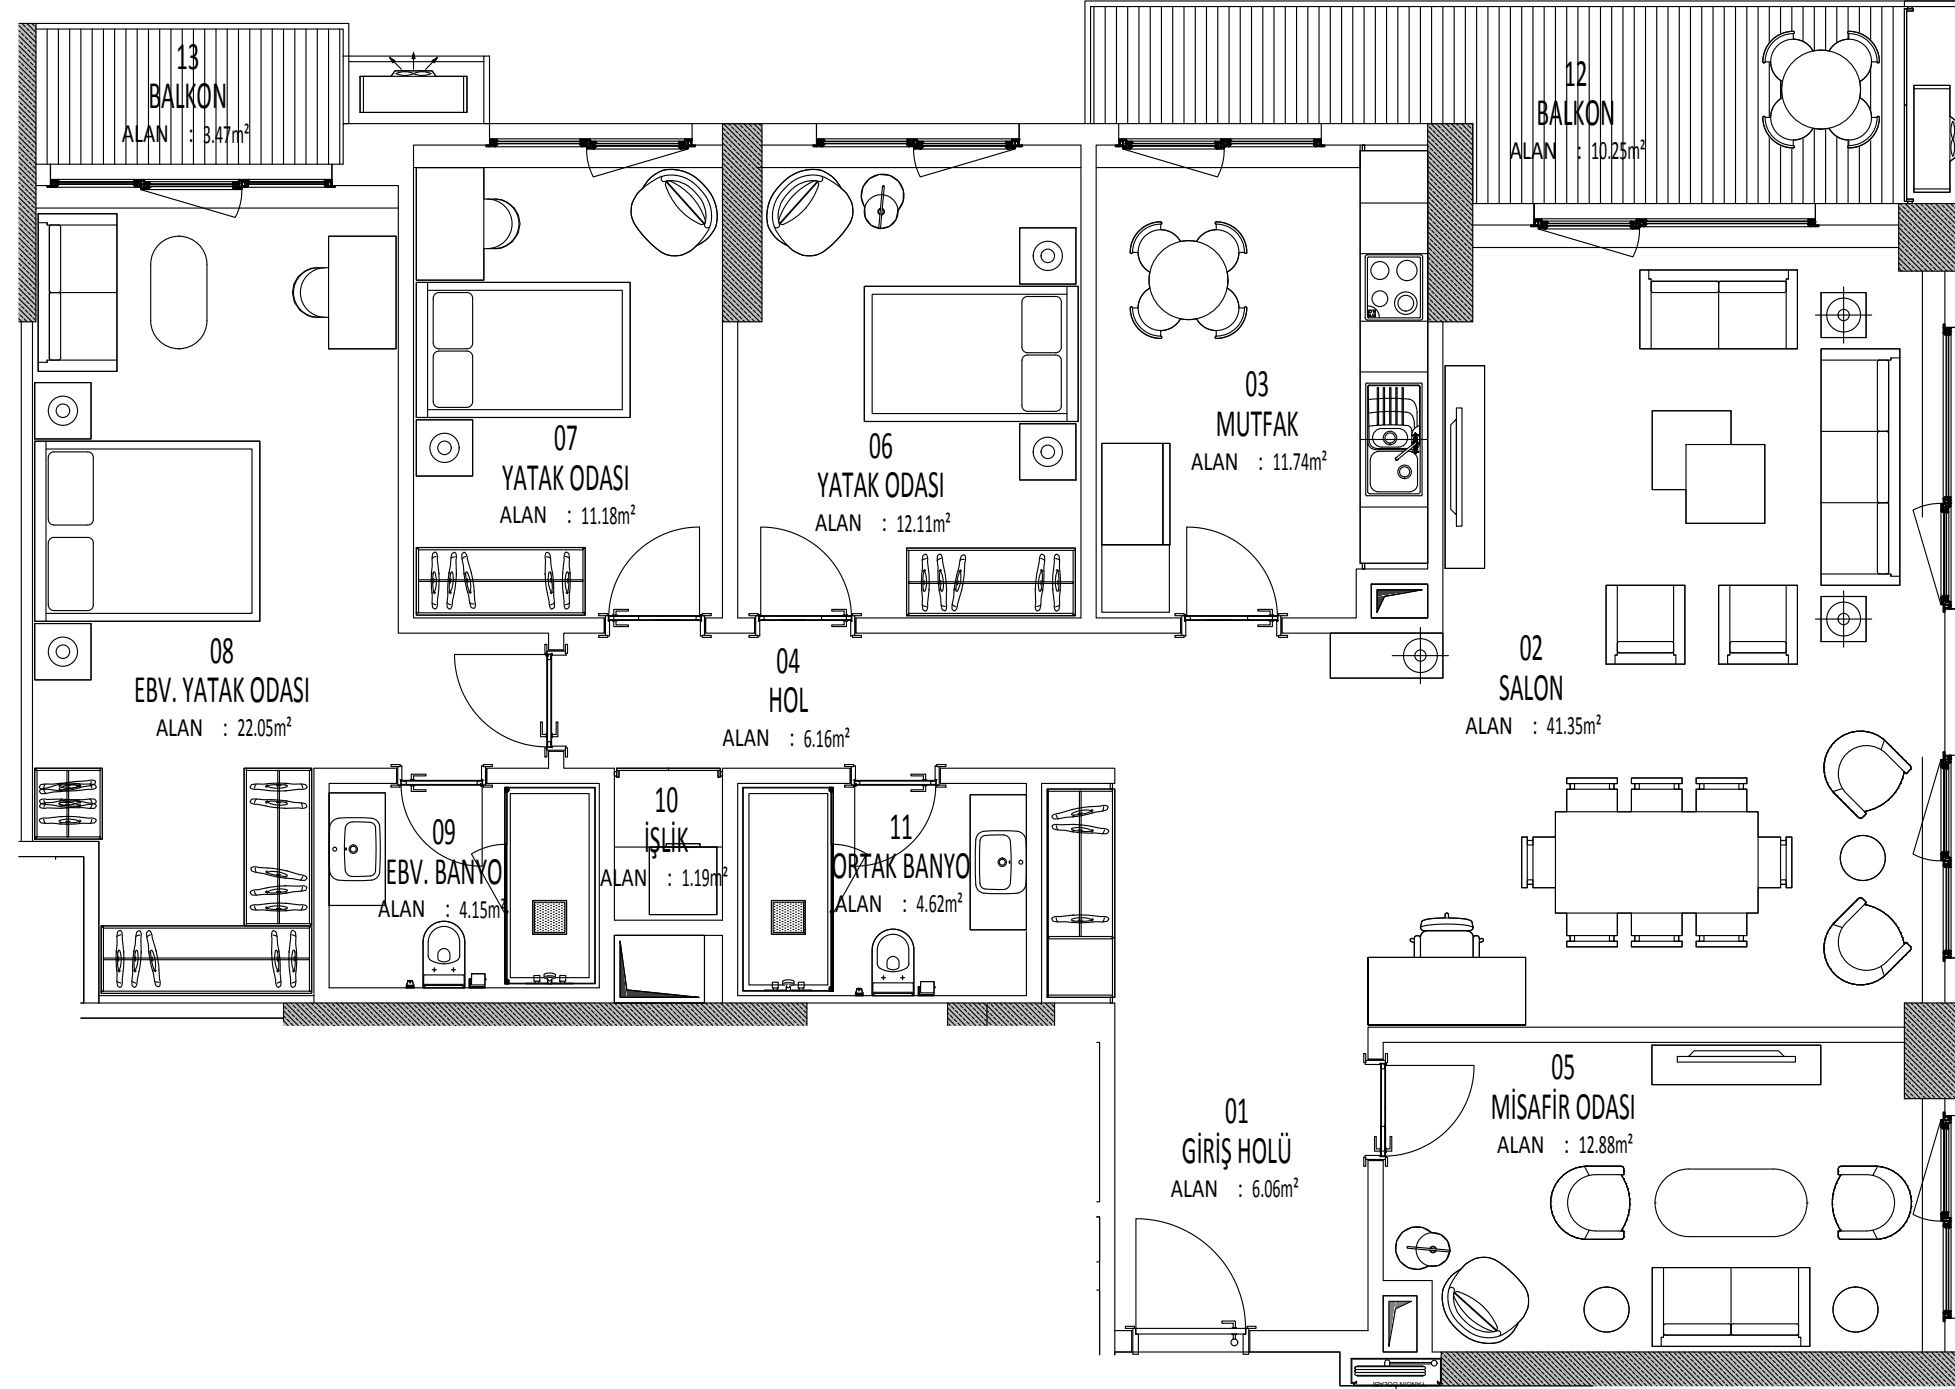 13
BALKON
ALAN : 3.47m²
12
BALKON
ALAN : 10.25m²
03
MUTFAK
ALAN : 11.74m²
07
YATAK ODASI
ALAN : 11.18m²
06
YATAK ODASI
ALAN : 12.11m²
08
EBV. YATAK ODASI
ALAN : 22.05m²
04
HOL
ALAN : 6.16m²
02
SALON
ALAN : 41.35m²
09
EBV. BANYO
ALAN : 4.15m²
10
İŞLİK
ALAN : 1.19m²
11
ORTAK BANYO
ALAN : 4.62m²
05
MİSAFİR ODASI
ALAN : 12.88m²
01
GİRİŞ HOLÜ
ALAN : 6.06m²